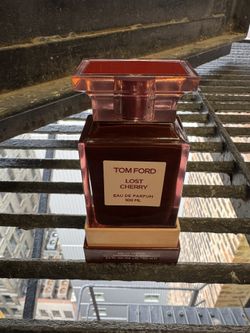 TOM FORD
LOST
CHERRY
EAU DE PARFUM
100 ML